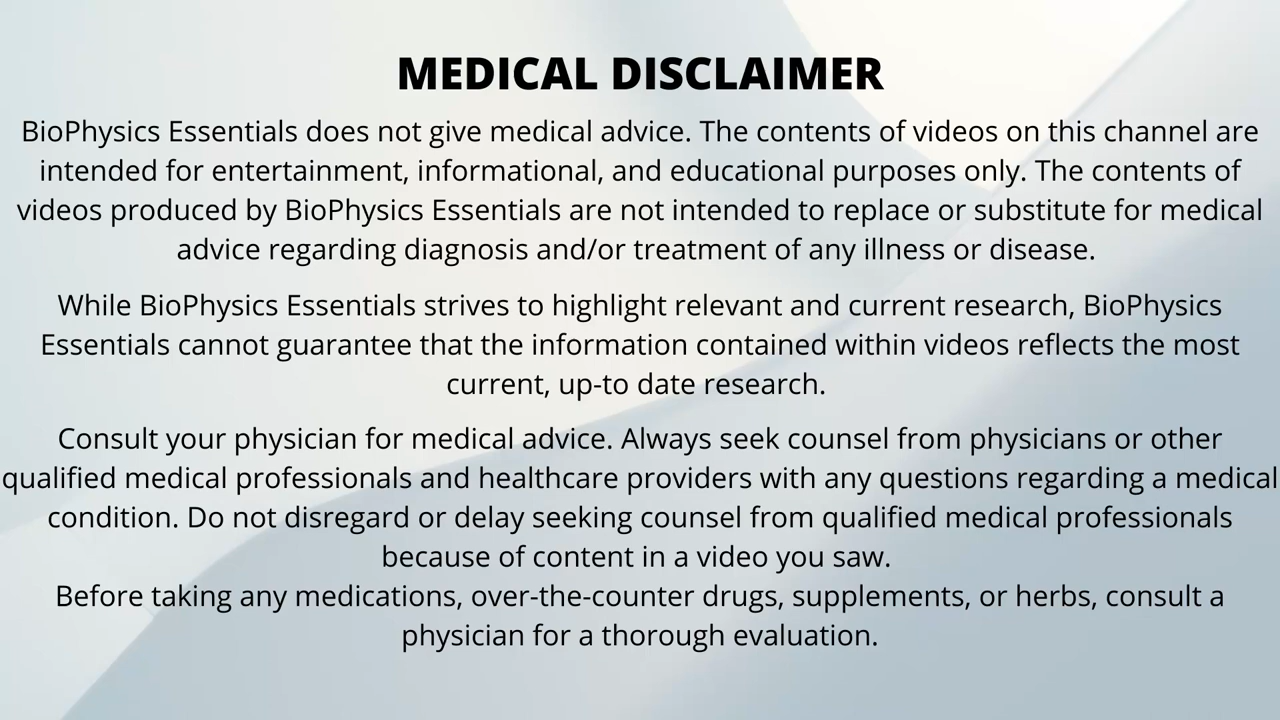 MEDICAL DISCLAIMER
BioPhysics Essentials does not give medical advice. The contents of videos on this channel are
intended for entertainment, informational, and educational purposes only. The contents of
videos produced by BioPhysics Essentials are not intended to replace or substitute for medical
advice regarding diagnosis and/or treatment of any illness or disease.
While BioPhysics Essentials strives to highlight relevant and current research, BioPhysics
Essentials cannot guarantee that the information contained within videos reflects the most
current, up-to date research.
Consult your physician for medical advice. Always seek counsel from physicians or other
qualified medical professionals and healthcare providers with any questions regarding a medical
condition. Do not disregard or delay seeking counsel from qualified medical professionals
because of content in a video you saw.
Before taking any medications, over-the-counter drugs, supplements, or herbs, consult a
physician for a thorough evaluation.